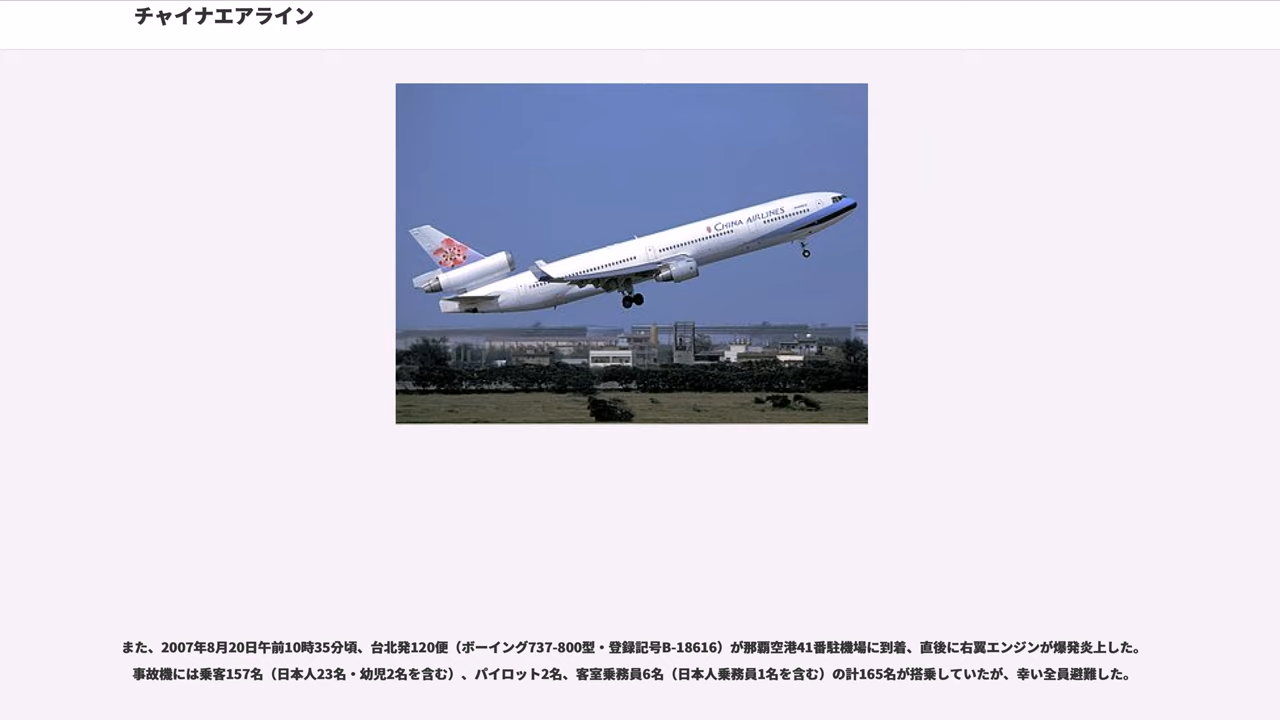 チャイナエアライン
CHINA AIRLINES
また、2007年8月20日午前10時35分頃、台北発120便（ボーイング737-800型・登録記号B-18616）が那覇空港41番駐機場に到着、直後に右翼エンジンが爆発炎上した。
事故機には乗客157名（日本人23名・幼児2名を含む）、パイロット2名、客室乗務員6名（日本人乗務員1名を含む）の計165名が搭乗していたが、幸い全員避難した。